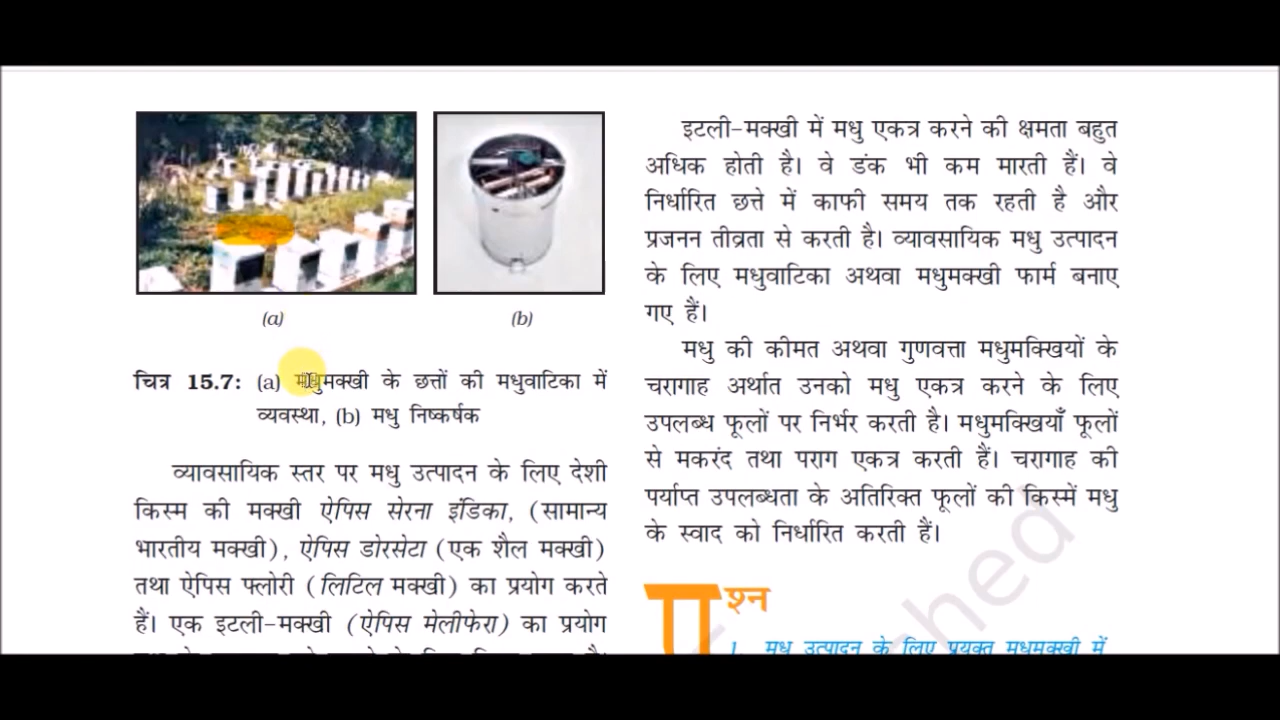 (a)
(b)
चित्र 15.7: (a) मधुमक्खी के छत्तों की मधुवाटिका में
व्यवस्था, (b) मधु निष्कर्षक
व्यावसायिक स्तर पर मधु उत्पादन के लिए देशी
किस्म की मक्खी ऐपिस सेरना इंडिका, (सामान्य
भारतीय मक्खी), ऐपिस डोरसेटा (एक शैल मक्खी)
तथा ऐपिस फ्लोरी (लिटिल मक्खी) का प्रयोग करते
हैं। एक इटली-मक्खी (ऐपिस मेलीफेरा) का प्रयोग
इटली-मक्खी में मधु एकत्र करने की क्षमता बहुत
अधिक होती है। वे डंक भी कम मारती हैं। वे
निर्धारित छत्ते में काफी समय तक रहती है और
प्रजनन तीव्रता से करती है। व्यावसायिक मधु उत्पादन
के लिए मधुवाटिका अथवा मधुमक्खी फार्म बनाए
गए हैं।
मधु की कीमत अथवा गुणवत्ता मधुमक्खियों के
चरागाह अर्थात उनको मधु एकत्र करने के लिए
उपलब्ध फूलों पर निर्भर करती है। मधुमक्खियाँ फूलों
से मकरंद तथा पराग एकत्र करती हैं। चरागाह की
पर्याप्त उपलब्धता के अतिरिक्त फूलों की किस्में मधु
के स्वाद को निर्धारित करती हैं।
प्रश्न
1. मधु उत्पादन के लिए प्रयुक्त मधुमक्खी में